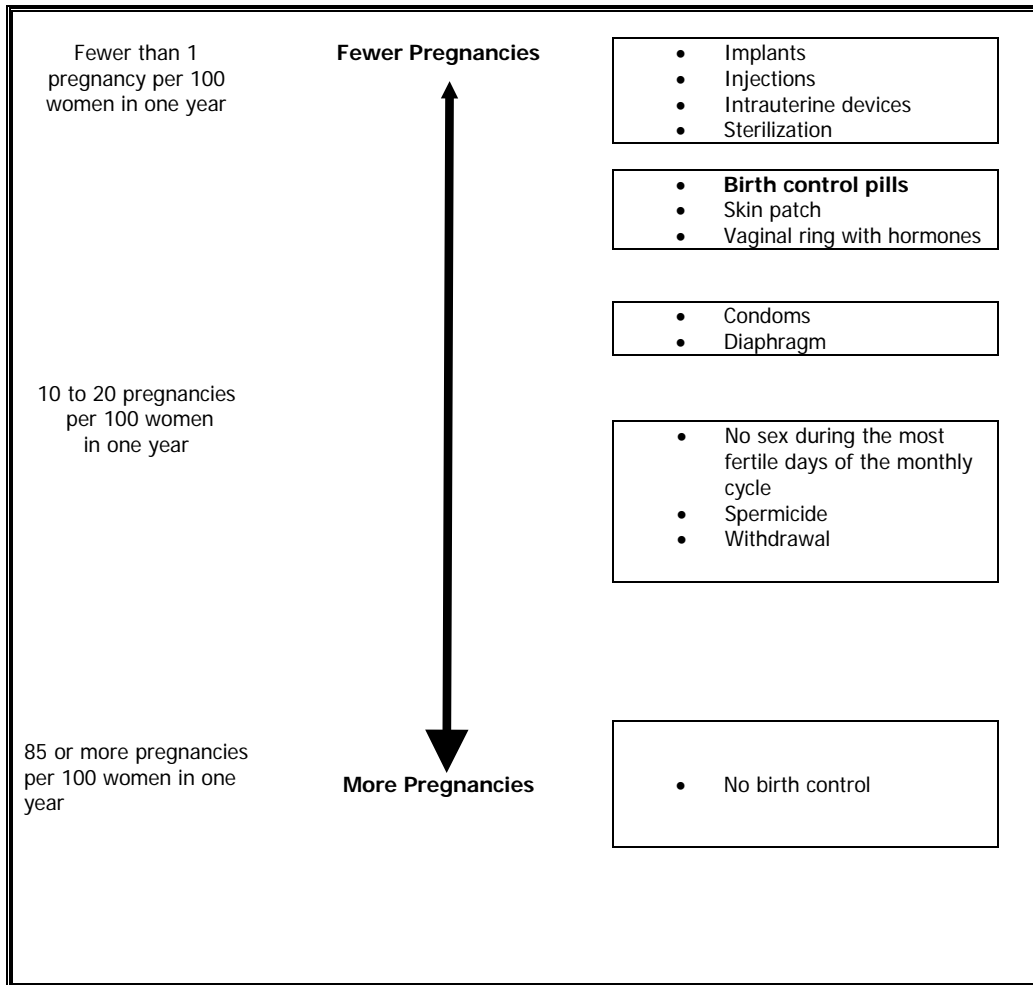 Fewer than 1
pregnancy per 100
women in one year
Fewer Pregnancies
• Implants
• Injections
• Intrauterine devices
• Sterilization
• Birth control pills
• Skin patch
• Vaginal ring with hormones
• Condoms
• Diaphragm
10 to 20 pregnancies
per 100 women
in one year
• No sex during the most
fertile days of the monthly
cycle
• Spermicide
• Withdrawal
85 or more pregnancies
per 100 women in one
year
More Pregnancies
• No birth control